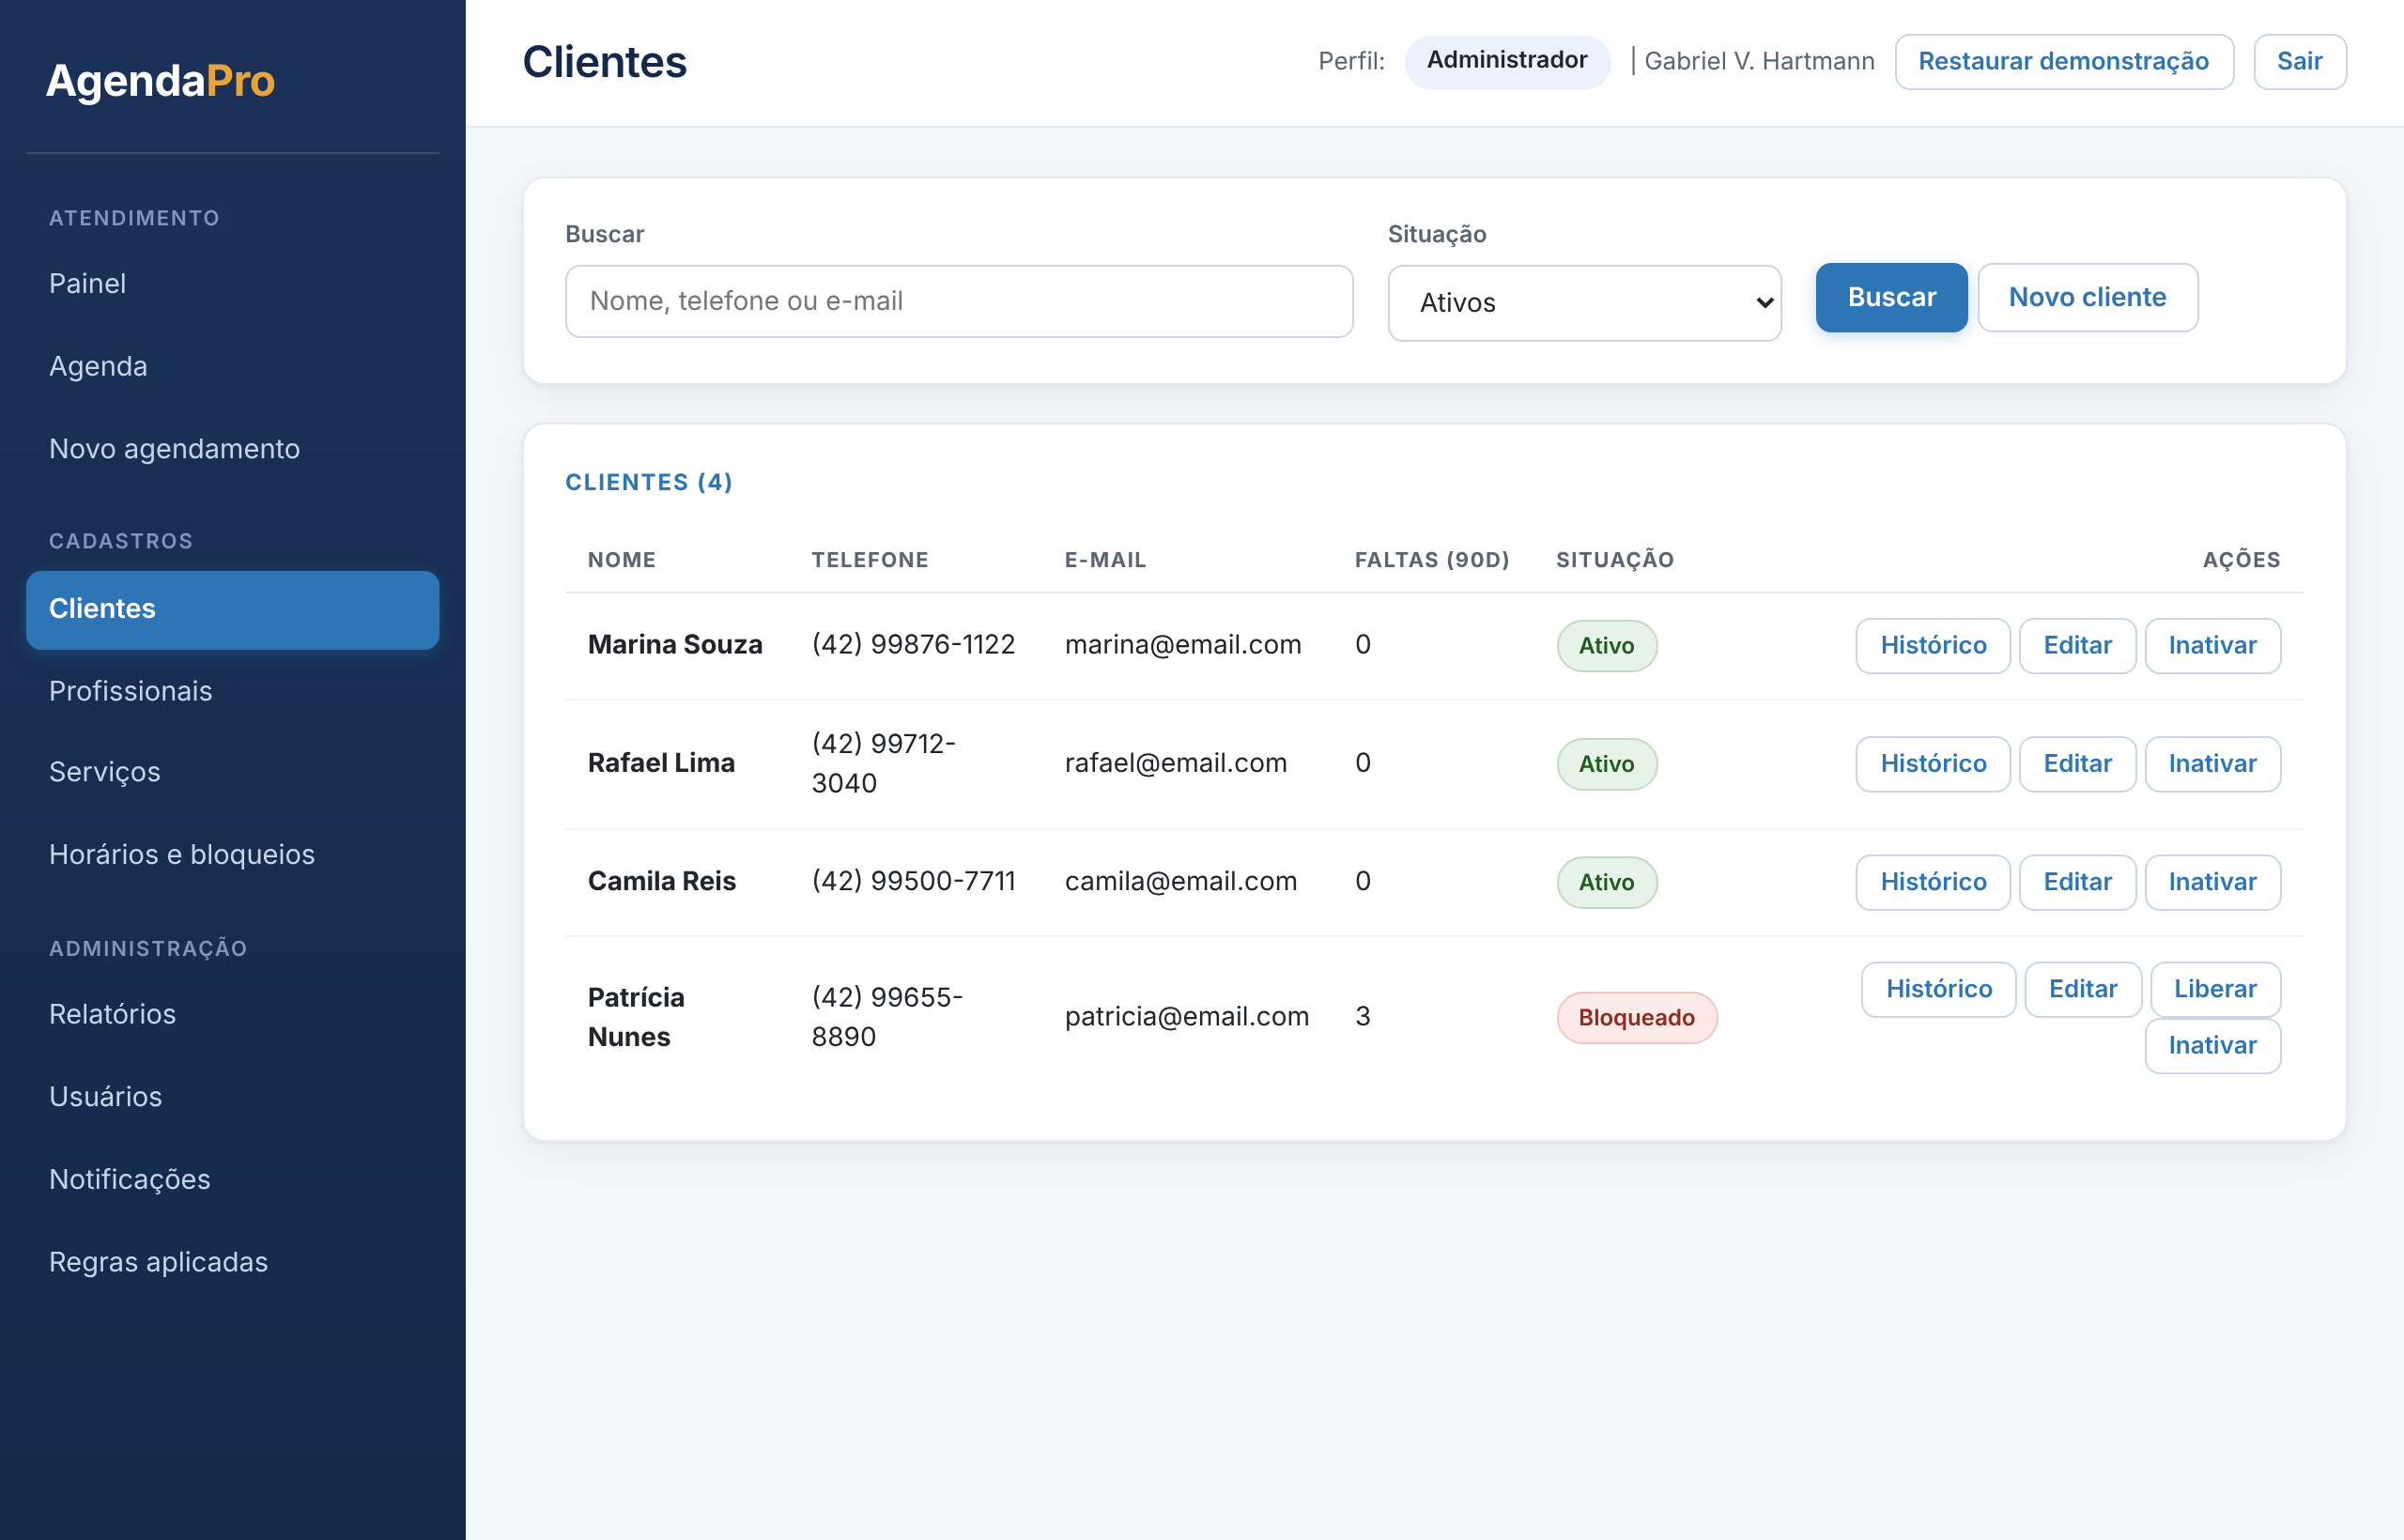 AgendaPro
ATENDIMENTO
Painel
Agenda
Novo agendamento
CADASTROS
Clientes
Profissionais
Serviços
Horários e bloqueios
ADMINISTRAÇÃO
Relatórios
Usuários
Notificações
Regras aplicadas
Clientes
Perfil: Administrador | Gabriel V. Hartmann Restaurar demonstração Sair
Buscar Situação
Nome, telefone ou e-mail Ativos Buscar Novo cliente
CLIENTES (4)
NOME TELEFONE E-MAIL FALTAS (90D) SITUAÇÃO AÇÕES
Marina Souza (42) 99876-1122 marina@email.com 0 Ativo Histórico Editar Inativar
Rafael Lima (42) 99712-
3040 rafael@email.com 0 Ativo Histórico Editar Inativar
Camila Reis (42) 99500-7711 camila@email.com 0 Ativo Histórico Editar Inativar
Patrícia
Nunes (42) 99655-
8890 patricia@email.com 3 Bloqueado Histórico Editar Liberar
Inativar